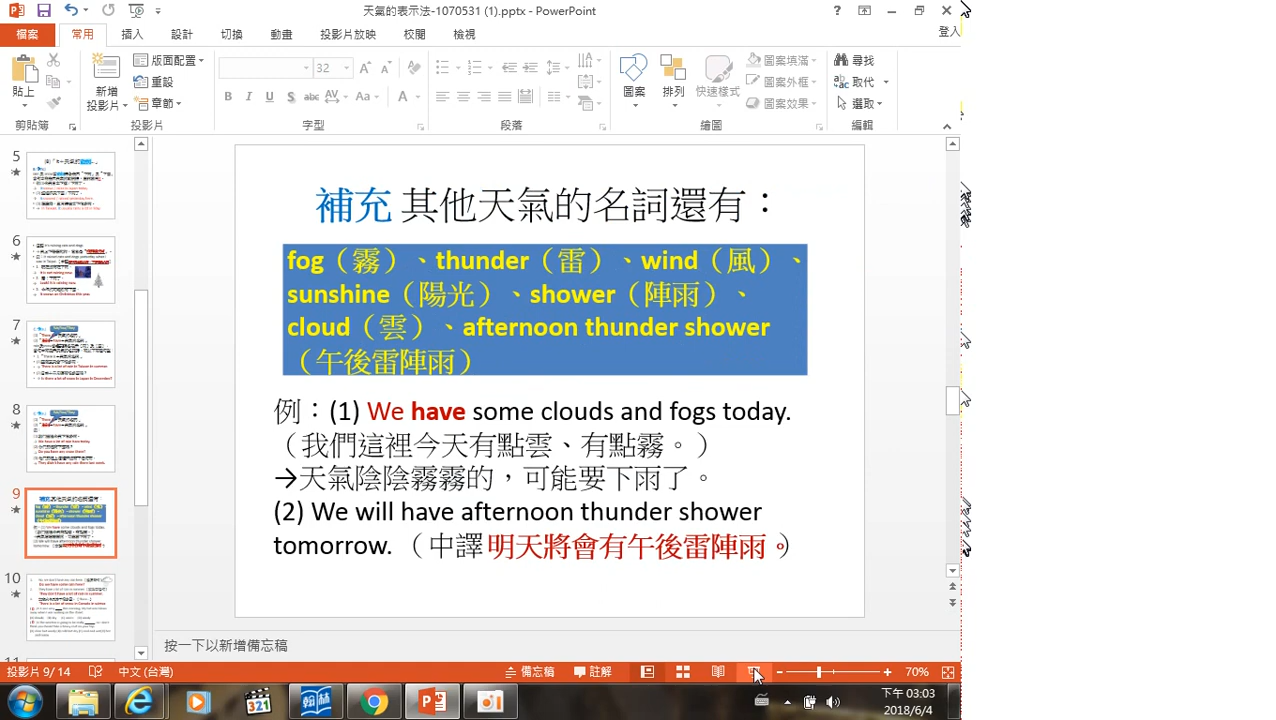 天氣的表示法-1070531 (1).pptx - PowerPoint
檔案 常用 插入 設計 切換 動畫 投影片放映 校閱 檢視 登入
貼上 新增 投影片 版面配置 重設 章節 32 圖案 排列 快速樣式 圖案填滿 圖案外框 圖案效果 尋找 取代 選取
剪貼簿 投影片 字型 段落 繪圖 編輯
5
6
7
8
9
10
補充 其他天氣的名詞還有：
fog（霧）、thunder（雷）、wind（風）、
sunshine（陽光）、shower（陣雨）、
cloud（雲）、afternoon thunder shower
（午後雷陣雨）
例：(1) We have some clouds and fogs today.
（我們這裡今天有點雲、有點霧。）
→天氣陰陰霧霧的，可能要下雨了。
(2) We will have afternoon thunder shower
tomorrow. （中譯 明天將會有午後雷陣雨。）
按一下以新增備忘稿
投影片 9/14 中文 (台灣) 備忘稿 註解 70%
321 翰林 下午 03:03
2018/6/4